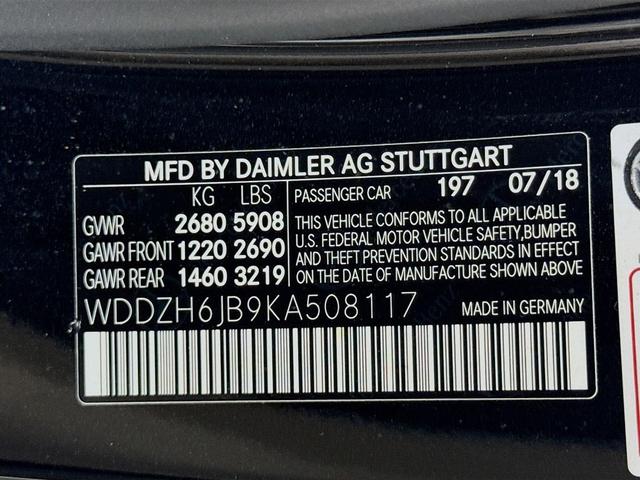 MFD BY DAIMLER AG STUTTGART
KG LBS
GVWR 2680 5908
GAWR FRONT 1220 2690
GAWR REAR 1460 3219
PASSENGER CAR 197 07/18
THIS VEHICLE CONFORMS TO ALL APPLICABLE
U.S. FEDERAL MOTOR VEHICLE SAFETY,BUMPER
AND THEFT PREVENTION STANDARDS IN EFFECT
ON THE DATE OF MANUFACTURE SHOWN ABOVE.
WDDZH6JB9KA508117
MADE IN GERMANY